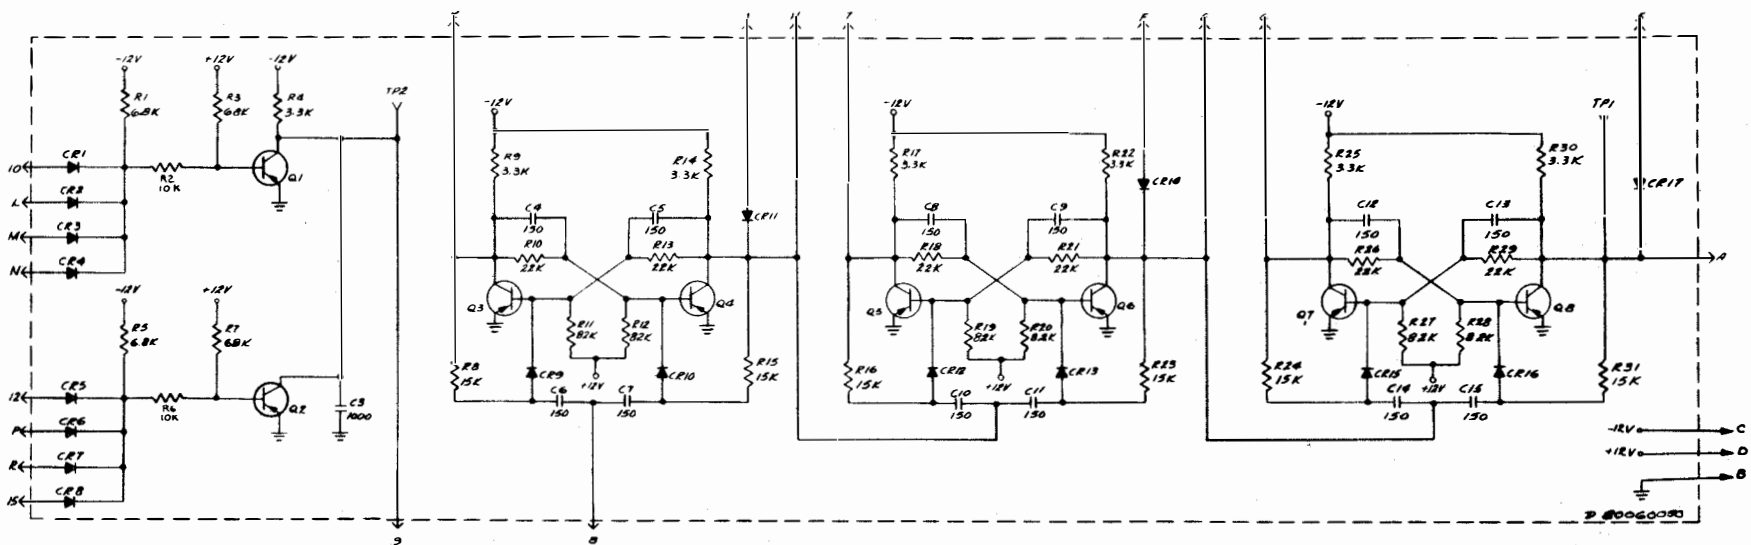 -12V
+12V
-12V
R1
6.8K
R3
68K
R4
3.3K
TP2
10
CR1
R2
10K
Q1
L
CR2
M
CR3
N
CR4
-12V
+12V
R5
6.8K
R7
68K
12
CR5
R6
10K
Q2
C3
1000
P
CR6
R
CR7
15
CR8
9
-12V
R9
3.3K
R14
3.3K
C4
150
C5
150
CR11
R10
22K
R13
22K
Q3
Q4
R11
82K
R12
82K
R8
15K
CR9
+12V
CR10
R15
15K
C6
150
C7
150
8
7
F
-12V
R17
3.3K
R22
3.3K
CR14
C8
150
C9
150
R18
22K
R21
22K
Q5
Q6
R19
82K
R20
82K
R16
15K
CR12
+12V
CR13
R23
15K
C10
150
C11
150
-12V
TP1
R25
3.3K
R30
3.3K
CR17
C12
150
C13
150
R26
22K
R29
22K
A
Q7
Q8
R27
82K
R28
82K
R24
15K
CR15
+12V
CR16
R31
15K
C14
150
C15
150
-12V
C
+12V
D
B
D 80060050